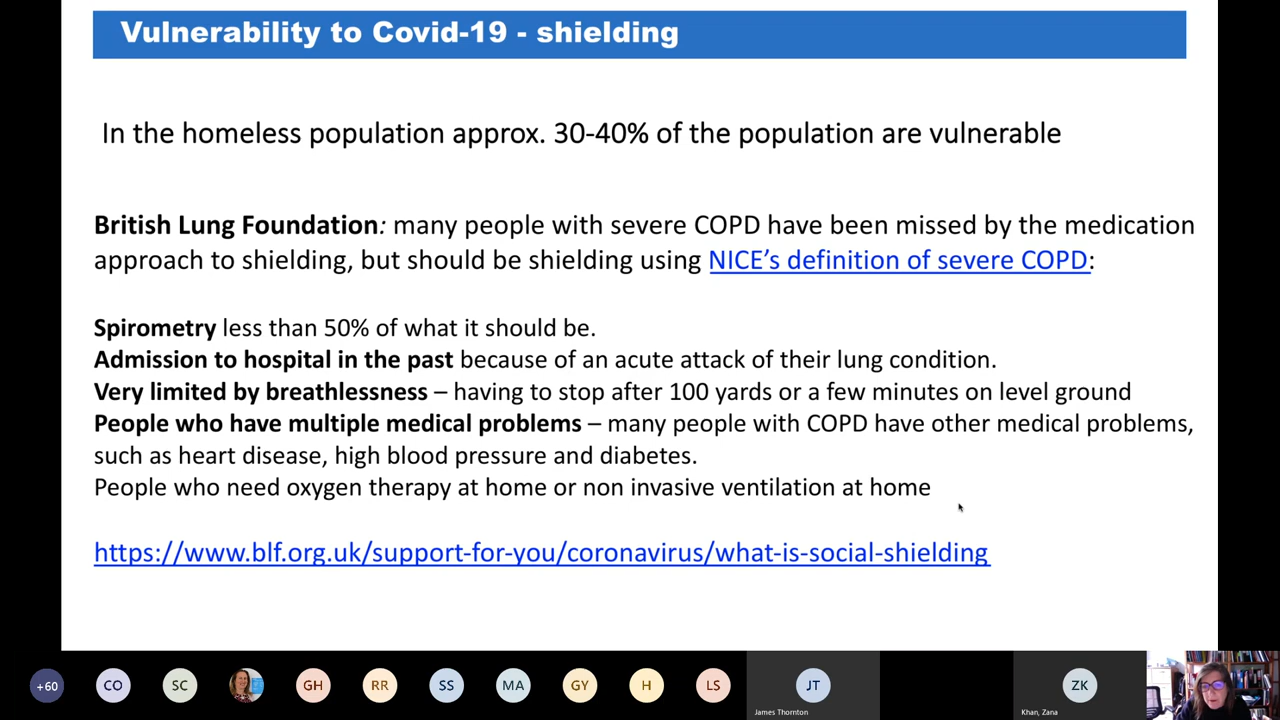 Vulnerability to Covid-19 - shielding
In the homeless population approx. 30-40% of the population are vulnerable
British Lung Foundation: many people with severe COPD have been missed by the medication
approach to shielding, but should be shielding using NICE’s definition of severe COPD:
Spirometry less than 50% of what it should be.
Admission to hospital in the past because of an acute attack of their lung condition.
Very limited by breathlessness – having to stop after 100 yards or a few minutes on level ground
People who have multiple medical problems – many people with COPD have other medical problems,
such as heart disease, high blood pressure and diabetes.
People who need oxygen therapy at home or non invasive ventilation at home
https://www.blf.org.uk/support-for-you/coronavirus/what-is-social-shielding
+60 CO SC GH RR SS MA GY H LS JT ZK
James Thornton Khan, Zana